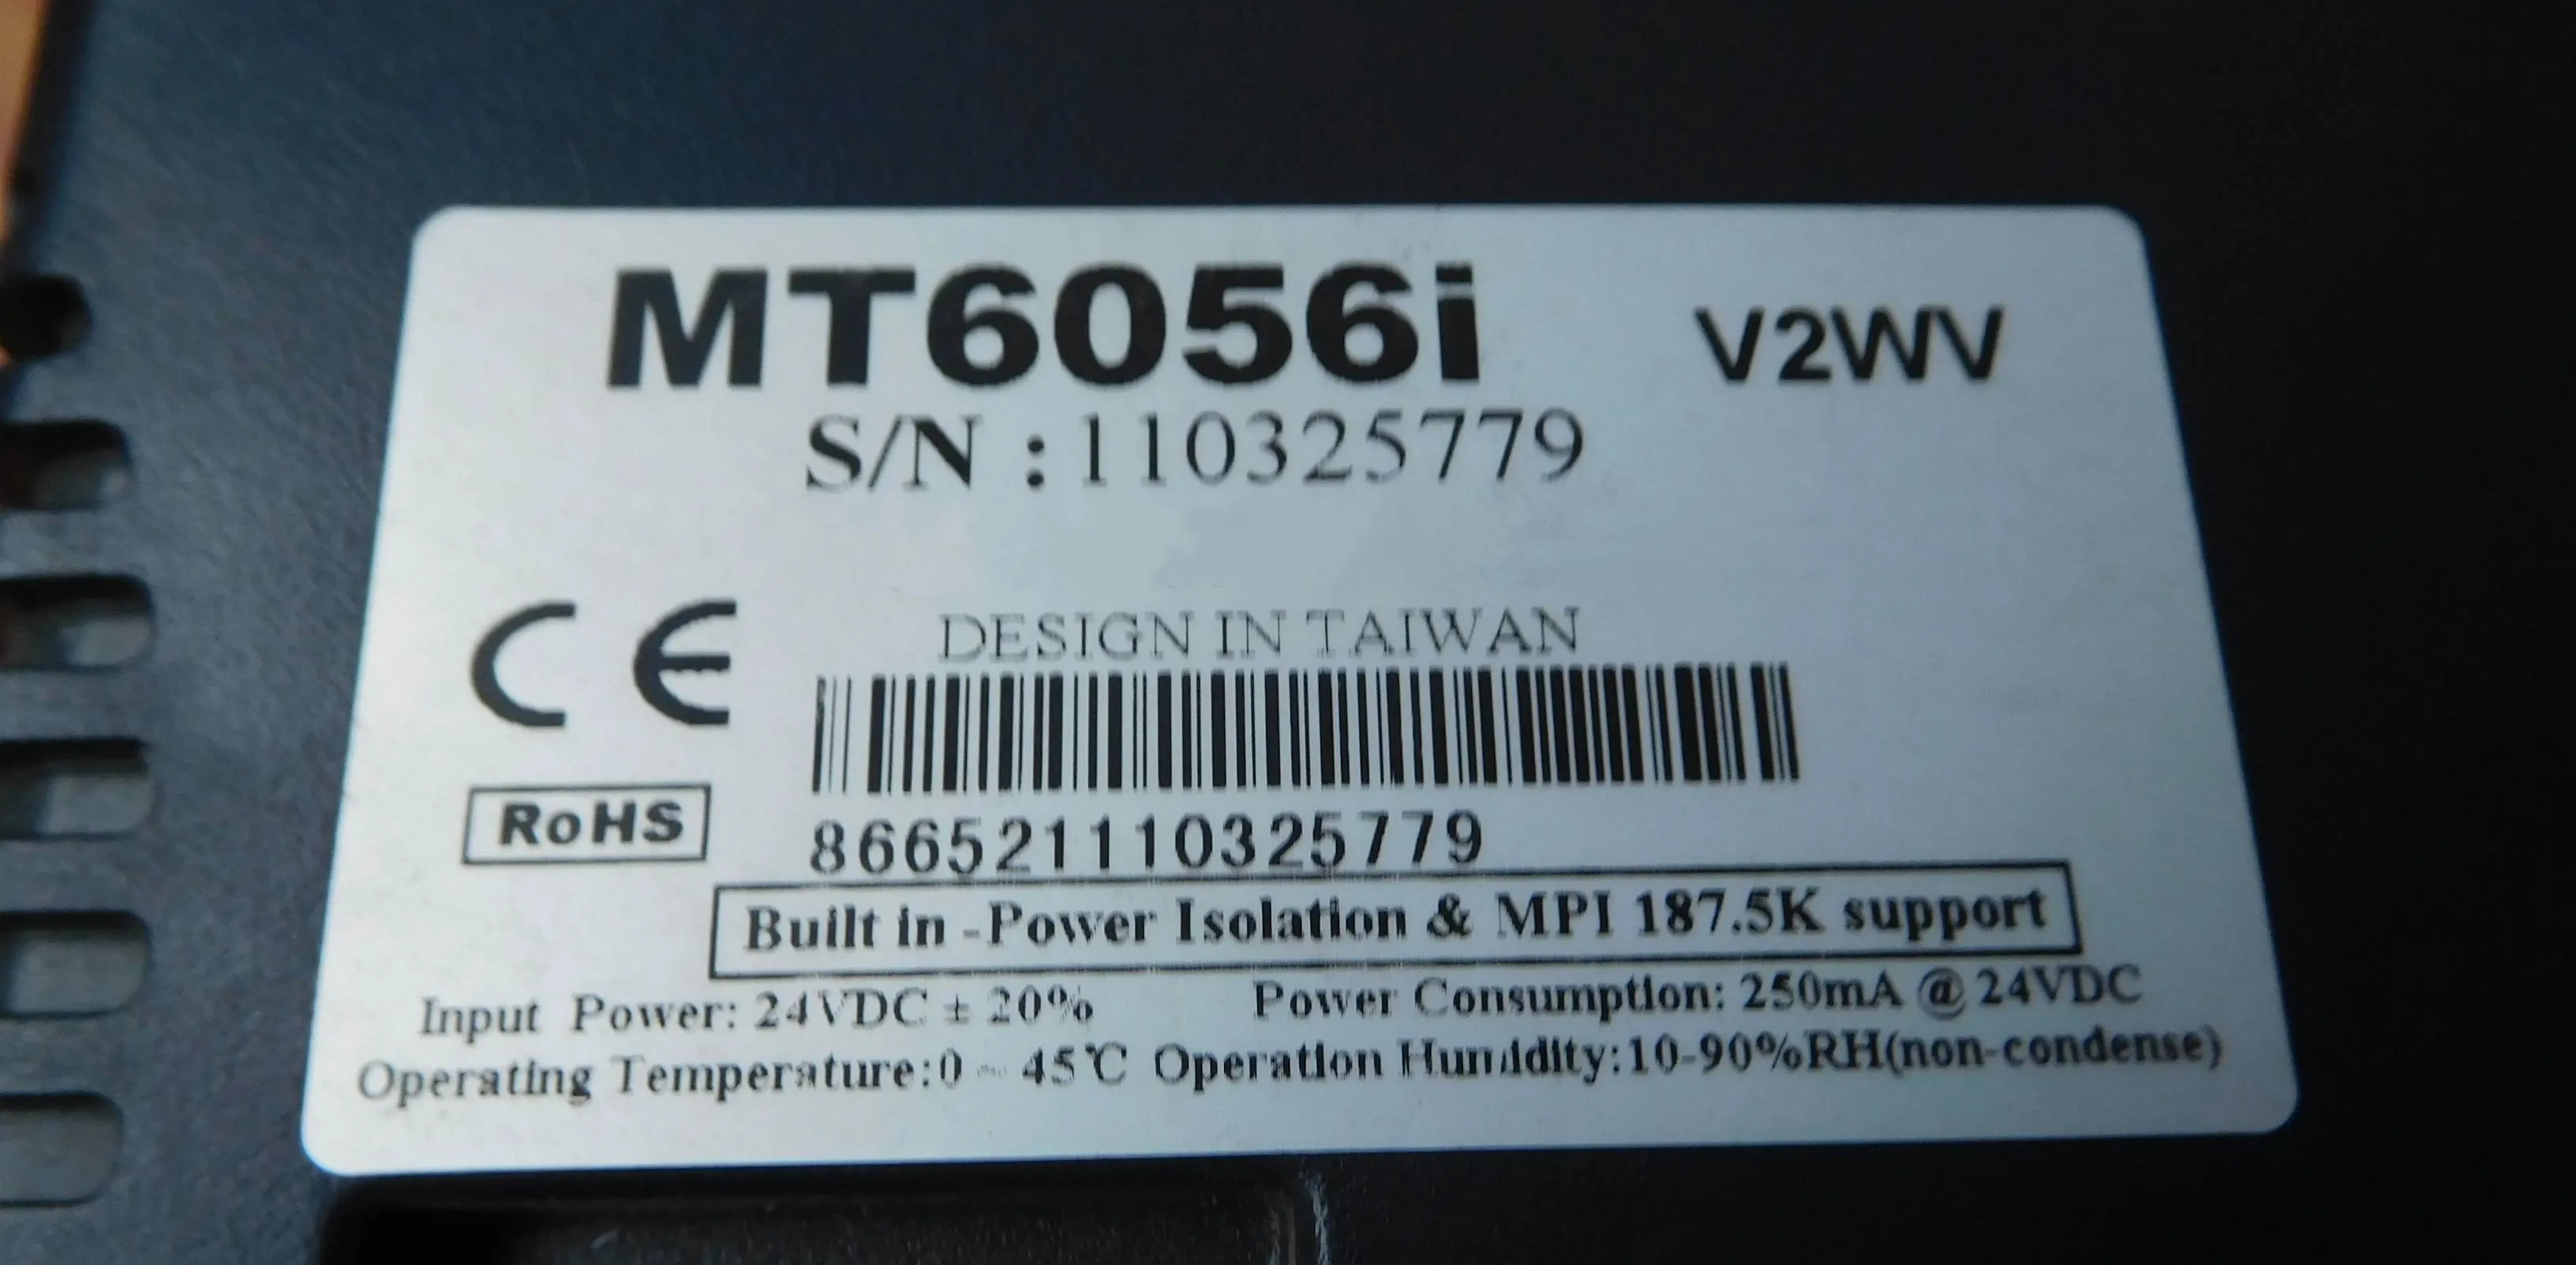 MT6056i V2WV
S/N :110325779
DESIGN IN TAIWAN
CE
RoHS
866521110325779
Built in -Power Isolation & MPI 187.5K support
Input Power: 24VDC ± 20% Power Consumption: 250mA @ 24VDC
Operating Temperature:0 ~ 45℃ Operation Humidity:10-90%RH(non-condense)